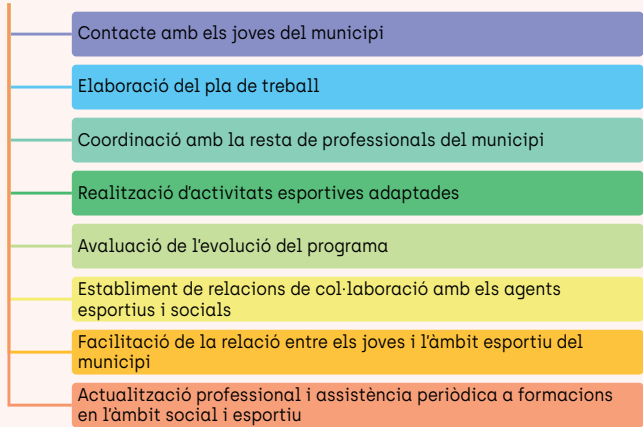 Contacte amb els joves del municipi
Elaboració del pla de treball
Coordinació amb la resta de professionals del municipi
Realització d'activitats esportives adaptades
Avaluació de l'evolució del programa
Establiment de relacions de col·laboració amb els agents
esportius i socials
Facilitació de la relació entre els joves i l'àmbit esportiu del
municipi
Actualització professional i assistència periòdica a formacions
en l'àmbit social i esportiu